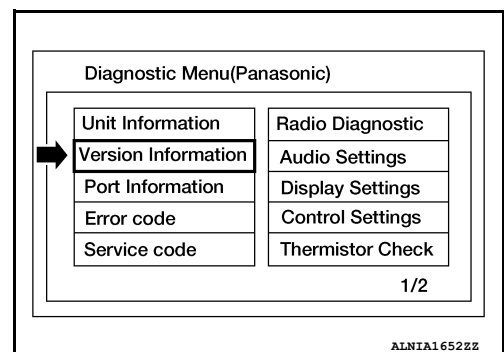 Diagnostic Menu(Panasonic)
Unit Information
Version Information
Port Information
Error code
Service code
Radio Diagnostic
Audio Settings
Display Settings
Control Settings
Thermistor Check
1/2
ALNIA1652ZZ